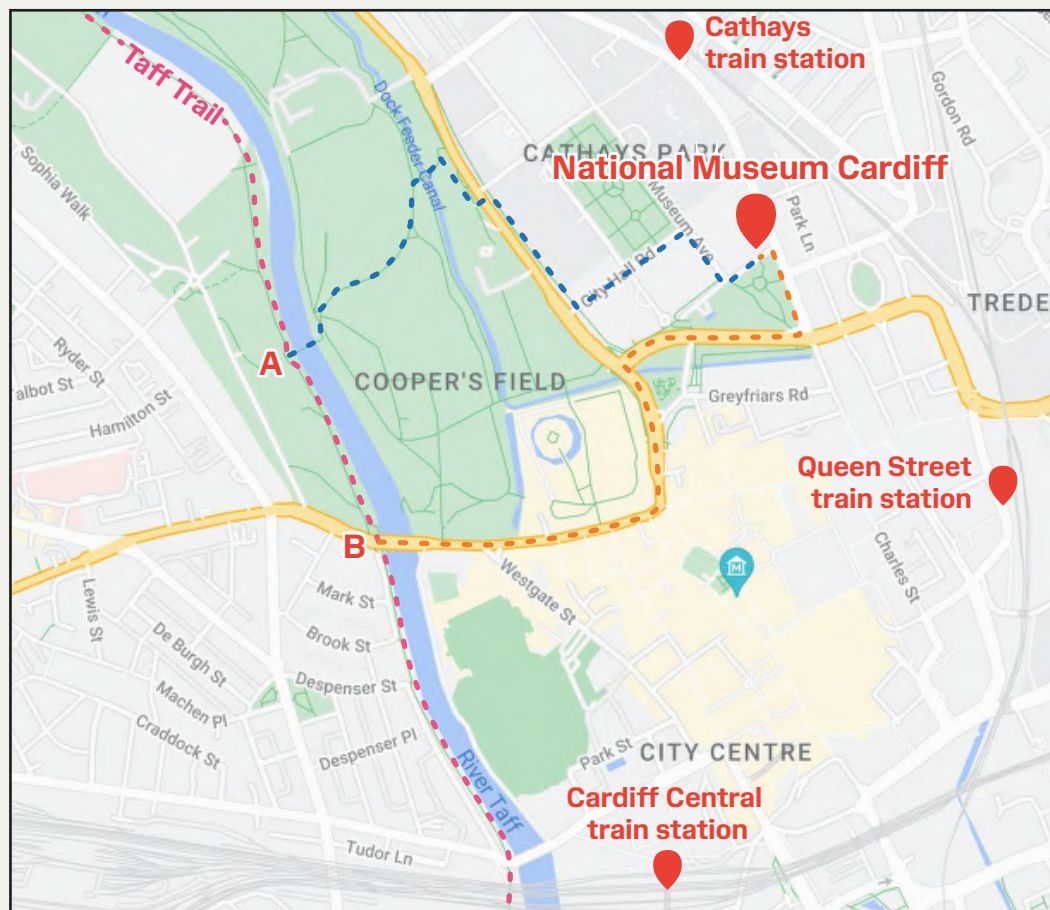 Cathays
train station
Taff Trail
Dock Feeder Canal
Gordon Rd
CATHAYS PARK
National Museum Cardiff
Sophia Walk
Museum Ave
Park Ln
City Hall Rd
TREDE
Ryder St
A
COOPER'S FIELD
albot St
Hamilton St
Greyfriars Rd
Queen Street
train station
B
Westgate St
Charles St
Lewis St
Mark St
Brook St
De Burgh St
Despenser St
Machen Pl
Craddock St
Despenser Pl
River Taff
Park St
CITY CENTRE
Cardiff Central
train station
Tudor Ln
M